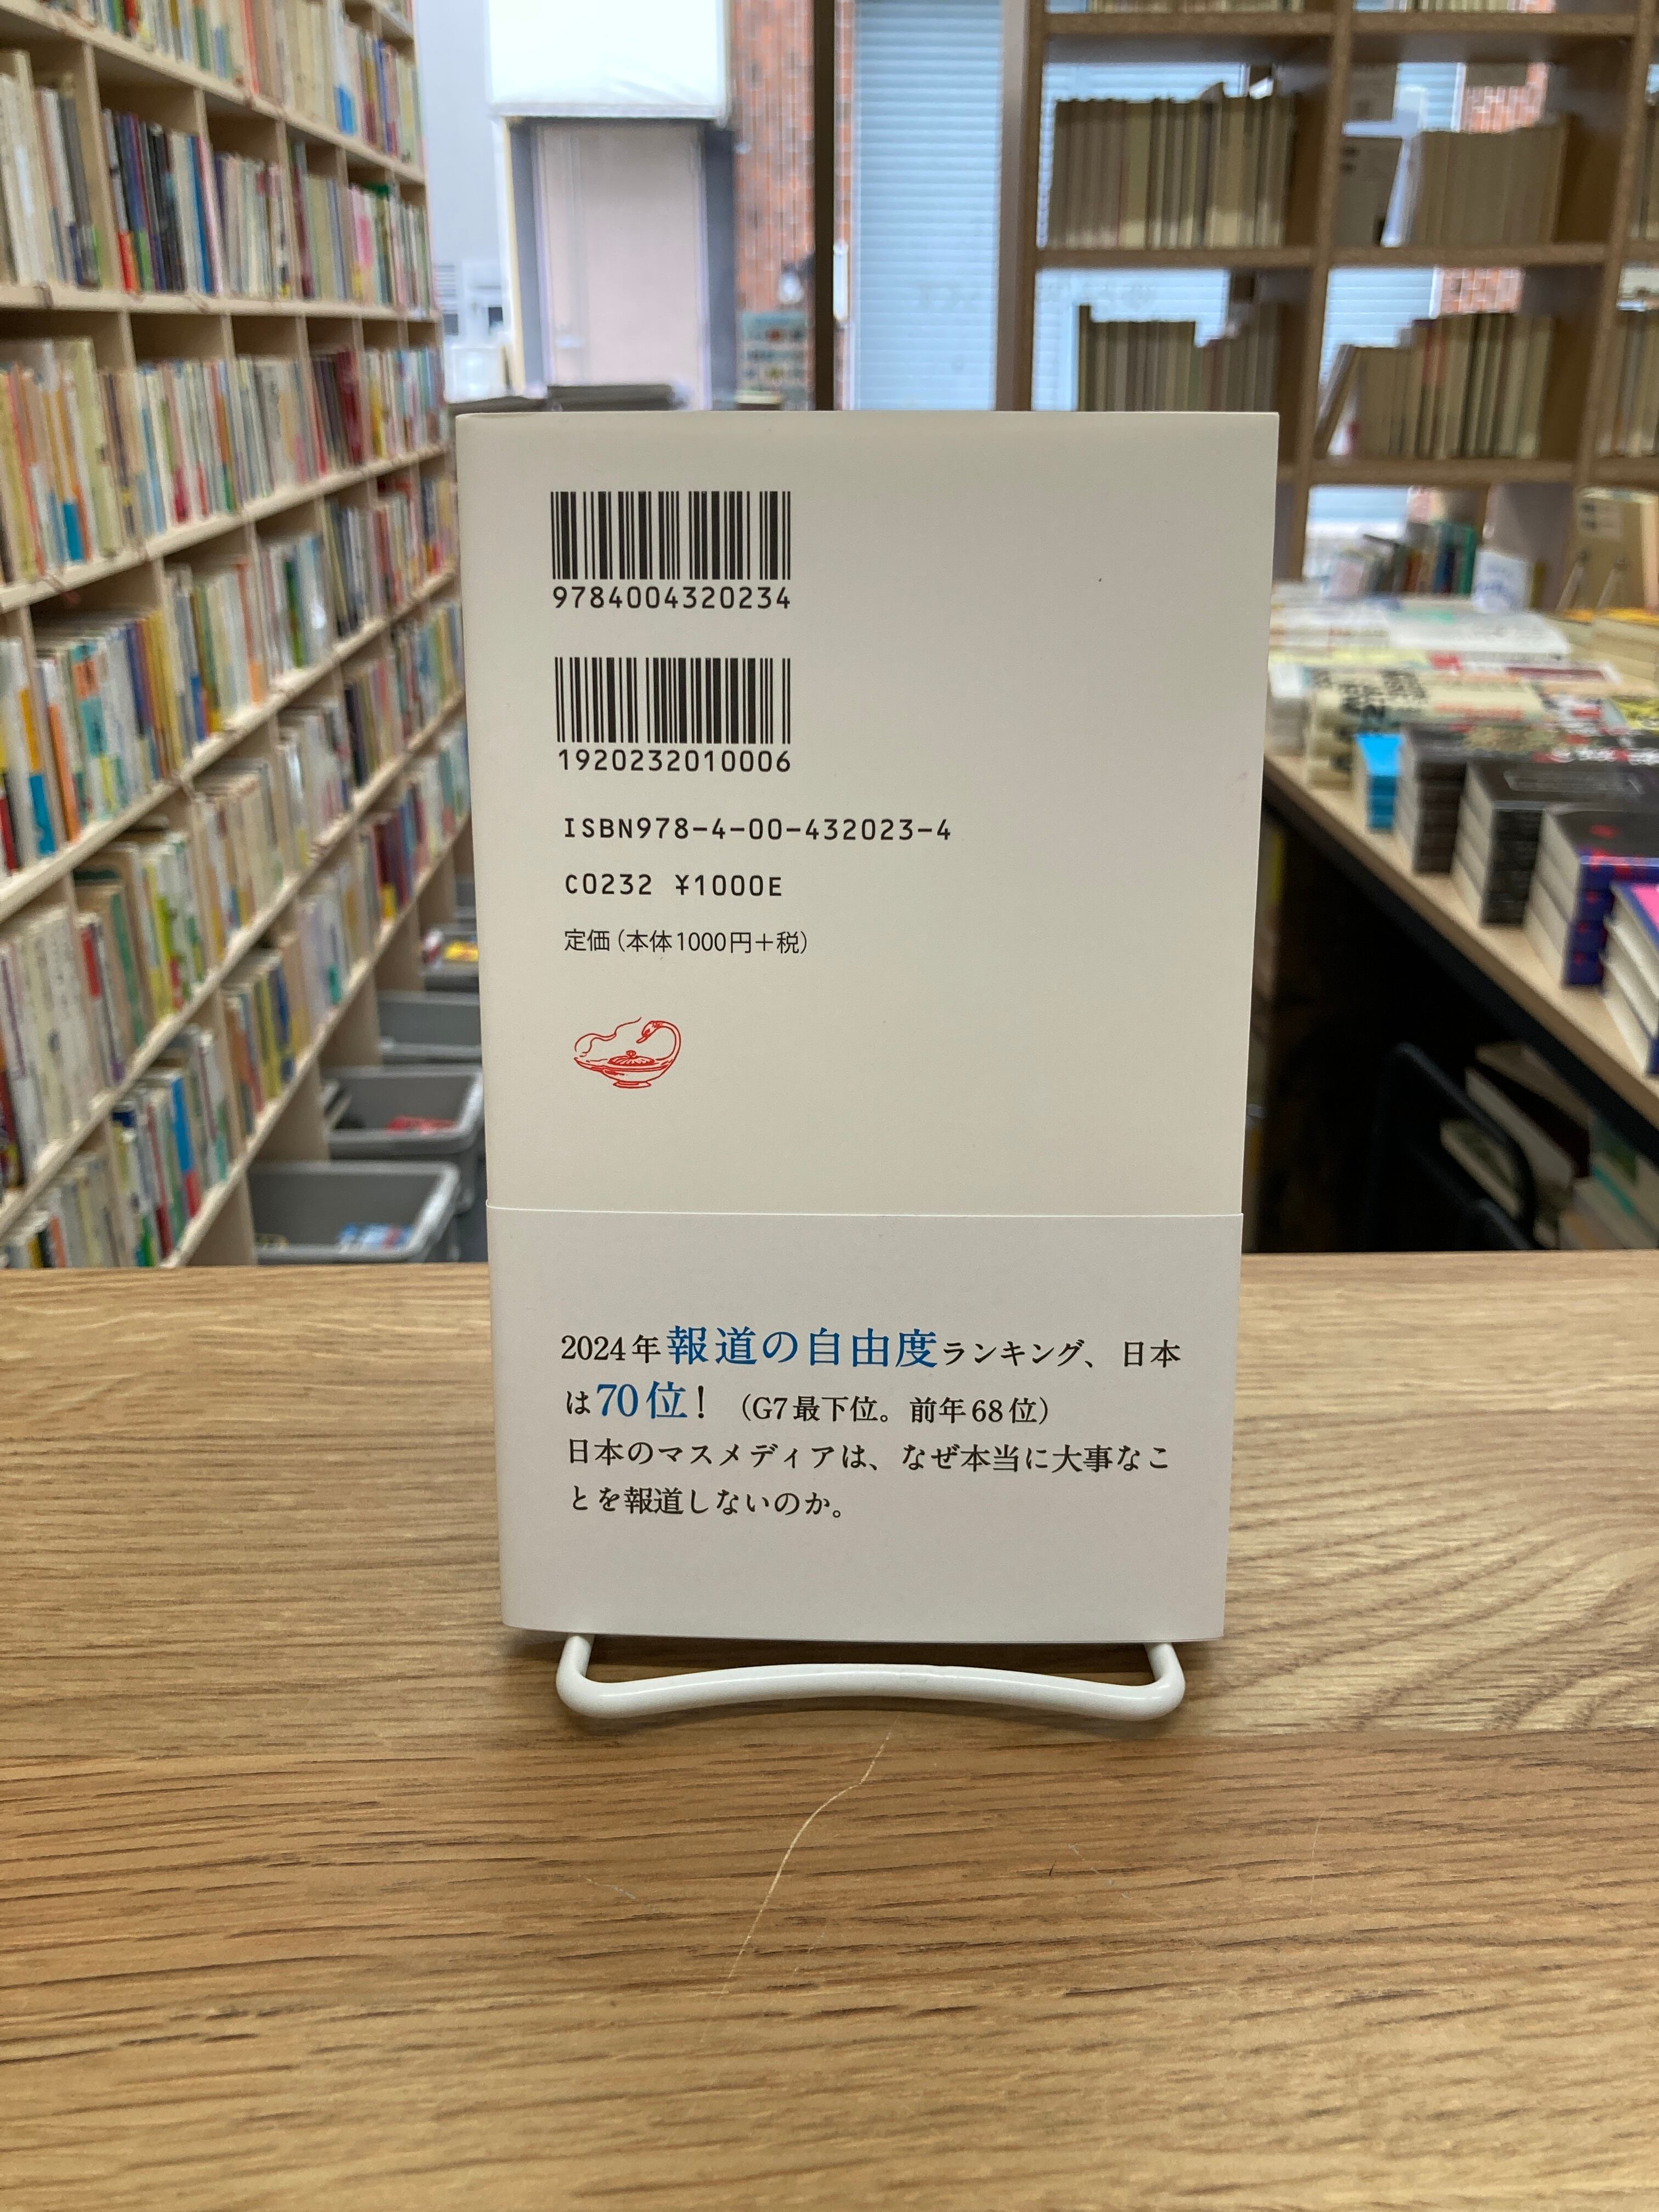 9784004320234
1920232010006
ISBN978-4-00-432023-4
C0232 ¥1000E
定価(本体1000円+税)
2024年報道の自由度ランキング、日本
は70位! (G7最下位。前年68位)
日本のマスメディアは、なぜ本当に大事なこ
とを報道しないのか。